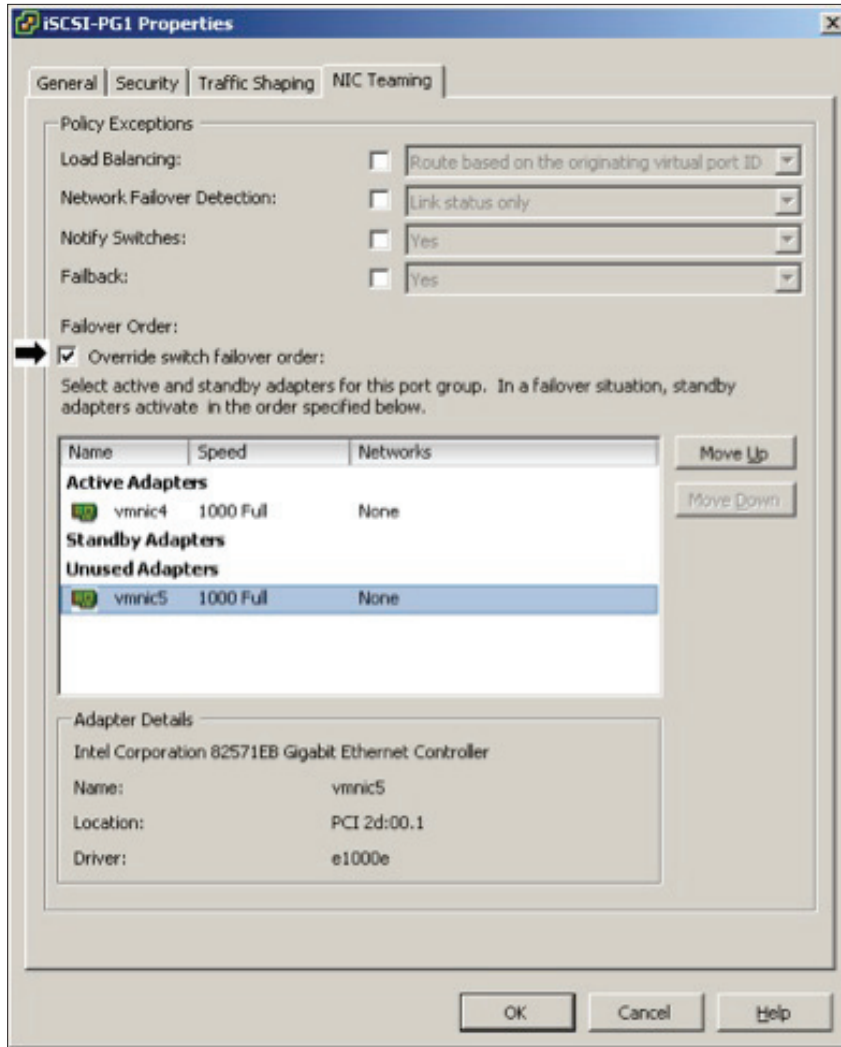 iSCSI-PG1 Properties
General Security Traffic Shaping NIC Teaming
Policy Exceptions
Load Balancing: Route based on the originating virtual port ID
Network Failover Detection: Link status only
Notify Switches: Yes
Failback: Yes
Failover Order:
Override switch failover order:
Select active and standby adapters for this port group. In a failover situation, standby
adapters activate in the order specified below.
Name Speed Networks
Move Up
Active Adapters
Move Down
vmnic4 1000 Full None
Standby Adapters
Unused Adapters
vmnic5 1000 Full None
Adapter Details
Intel Corporation 82571EB Gigabit Ethernet Controller
Name: vmnic5
Location: PCI 2d:00.1
Driver: e1000e
OK Cancel Help